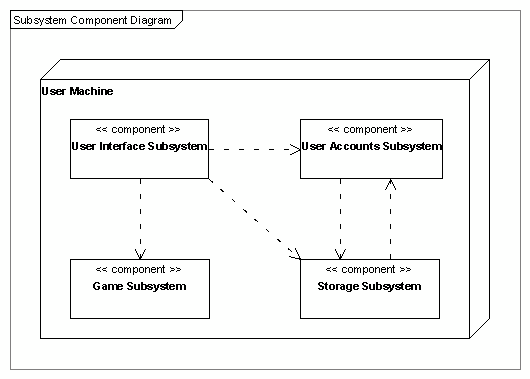 Subsystem Component Diagram
User Machine
<< component >>
User Interface Subsystem
<< component >>
User Accounts Subsystem
<< component >>
Game Subsystem
<< component >>
Storage Subsystem